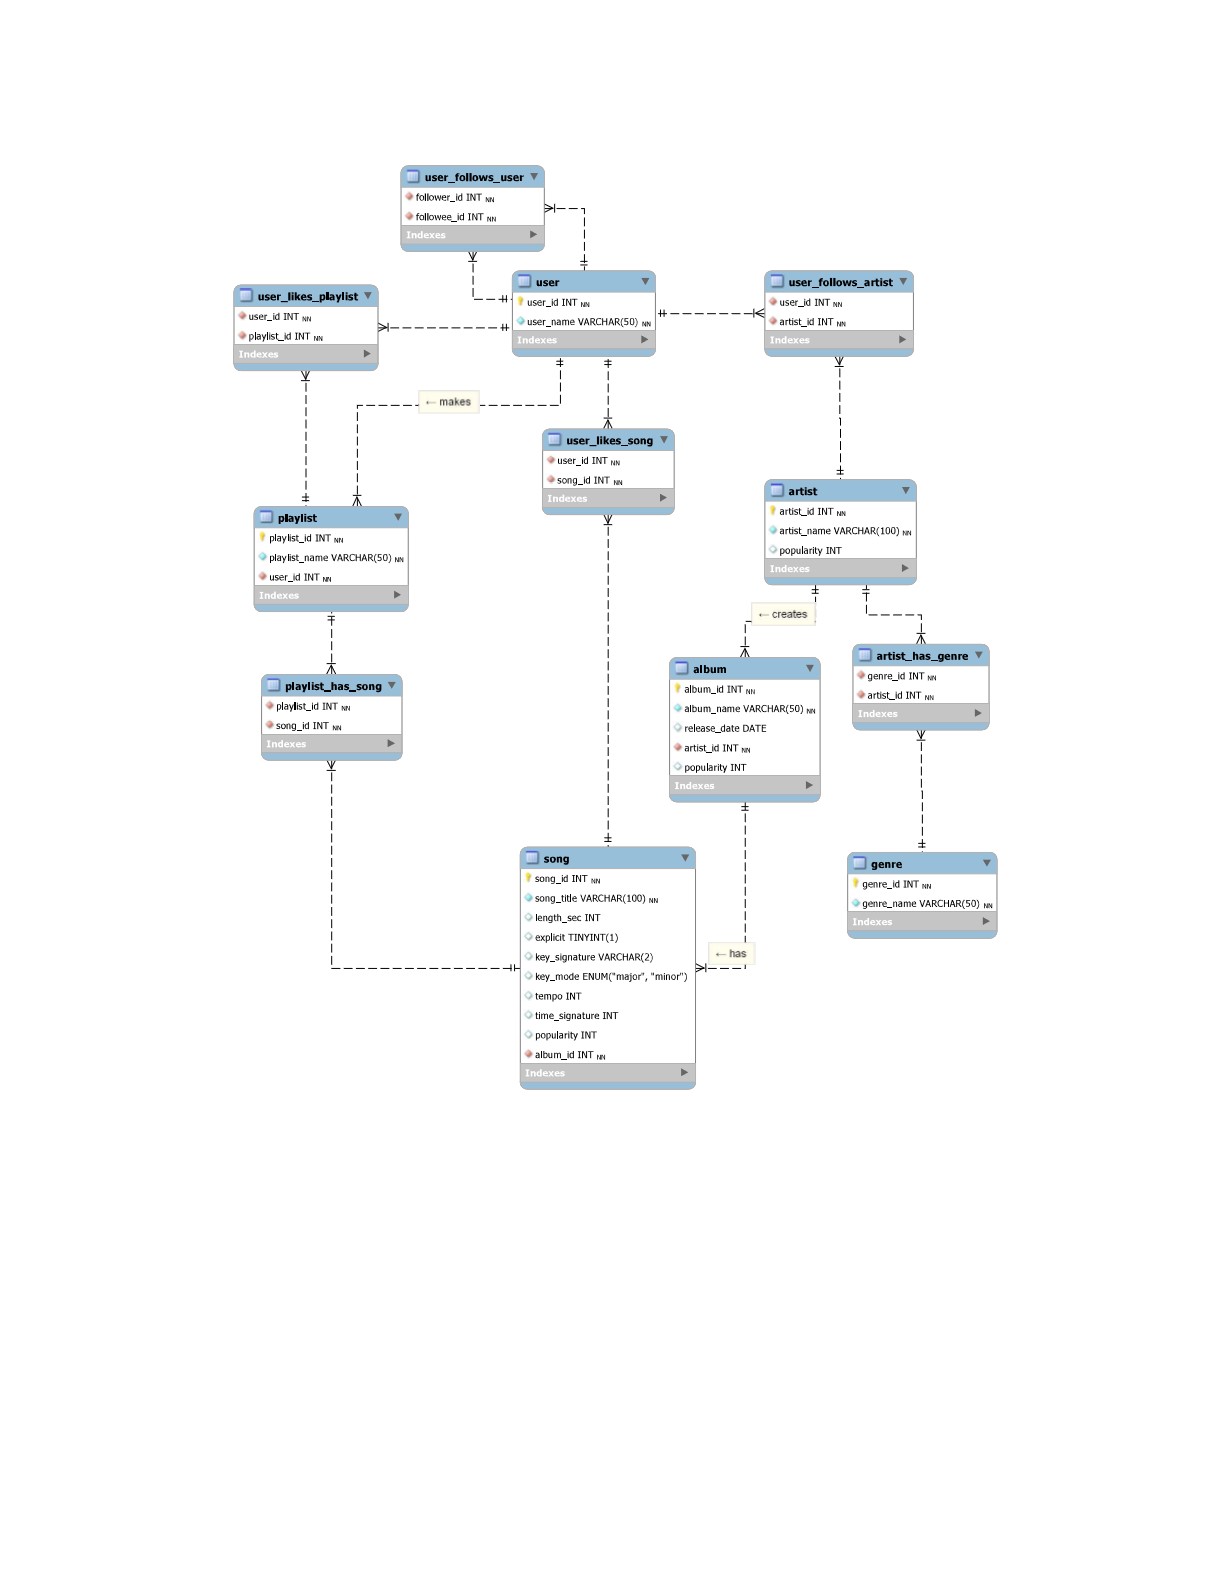 user_follows_user
follower_id INT NN
followee_id INT NN
Indexes
user
user_id INT NN
user_name VARCHAR(50) NN
Indexes
user_follows_artist
user_id INT NN
artist_id INT NN
Indexes
user_likes_playlist
user_id INT NN
playlist_id INT NN
Indexes
← makes
user_likes_song
user_id INT NN
song_id INT NN
Indexes
artist
artist_id INT NN
artist_name VARCHAR(100) NN
popularity INT
Indexes
playlist
playlist_id INT NN
playlist_name VARCHAR(50) NN
user_id INT NN
Indexes
← creates
album
album_id INT NN
album_name VARCHAR(50) NN
release_date DATE
artist_id INT NN
popularity INT
Indexes
artist_has_genre
genre_id INT NN
artist_id INT NN
Indexes
playlist_has_song
playlist_id INT NN
song_id INT NN
Indexes
song
song_id INT NN
song_title VARCHAR(100) NN
length_sec INT
explicit TINYINT(1)
key_signature VARCHAR(2)
key_mode ENUM("major", "minor")
tempo INT
time_signature INT
popularity INT
album_id INT NN
Indexes
← has
genre
genre_id INT NN
genre_name VARCHAR(50) NN
Indexes